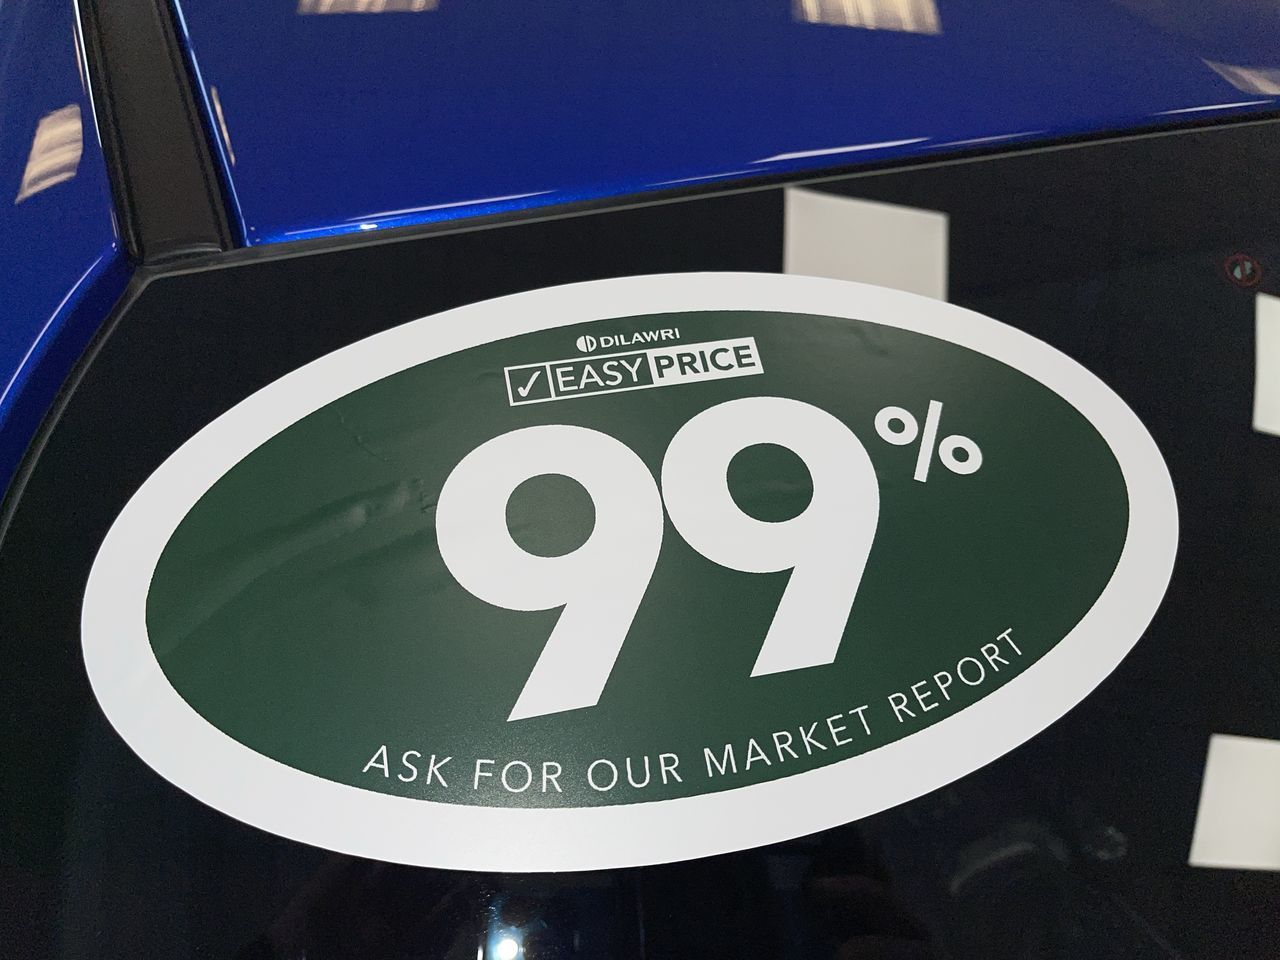 DILAWRI
✓ EASY PRICE
99%
ASK FOR OUR MARKET REPORT